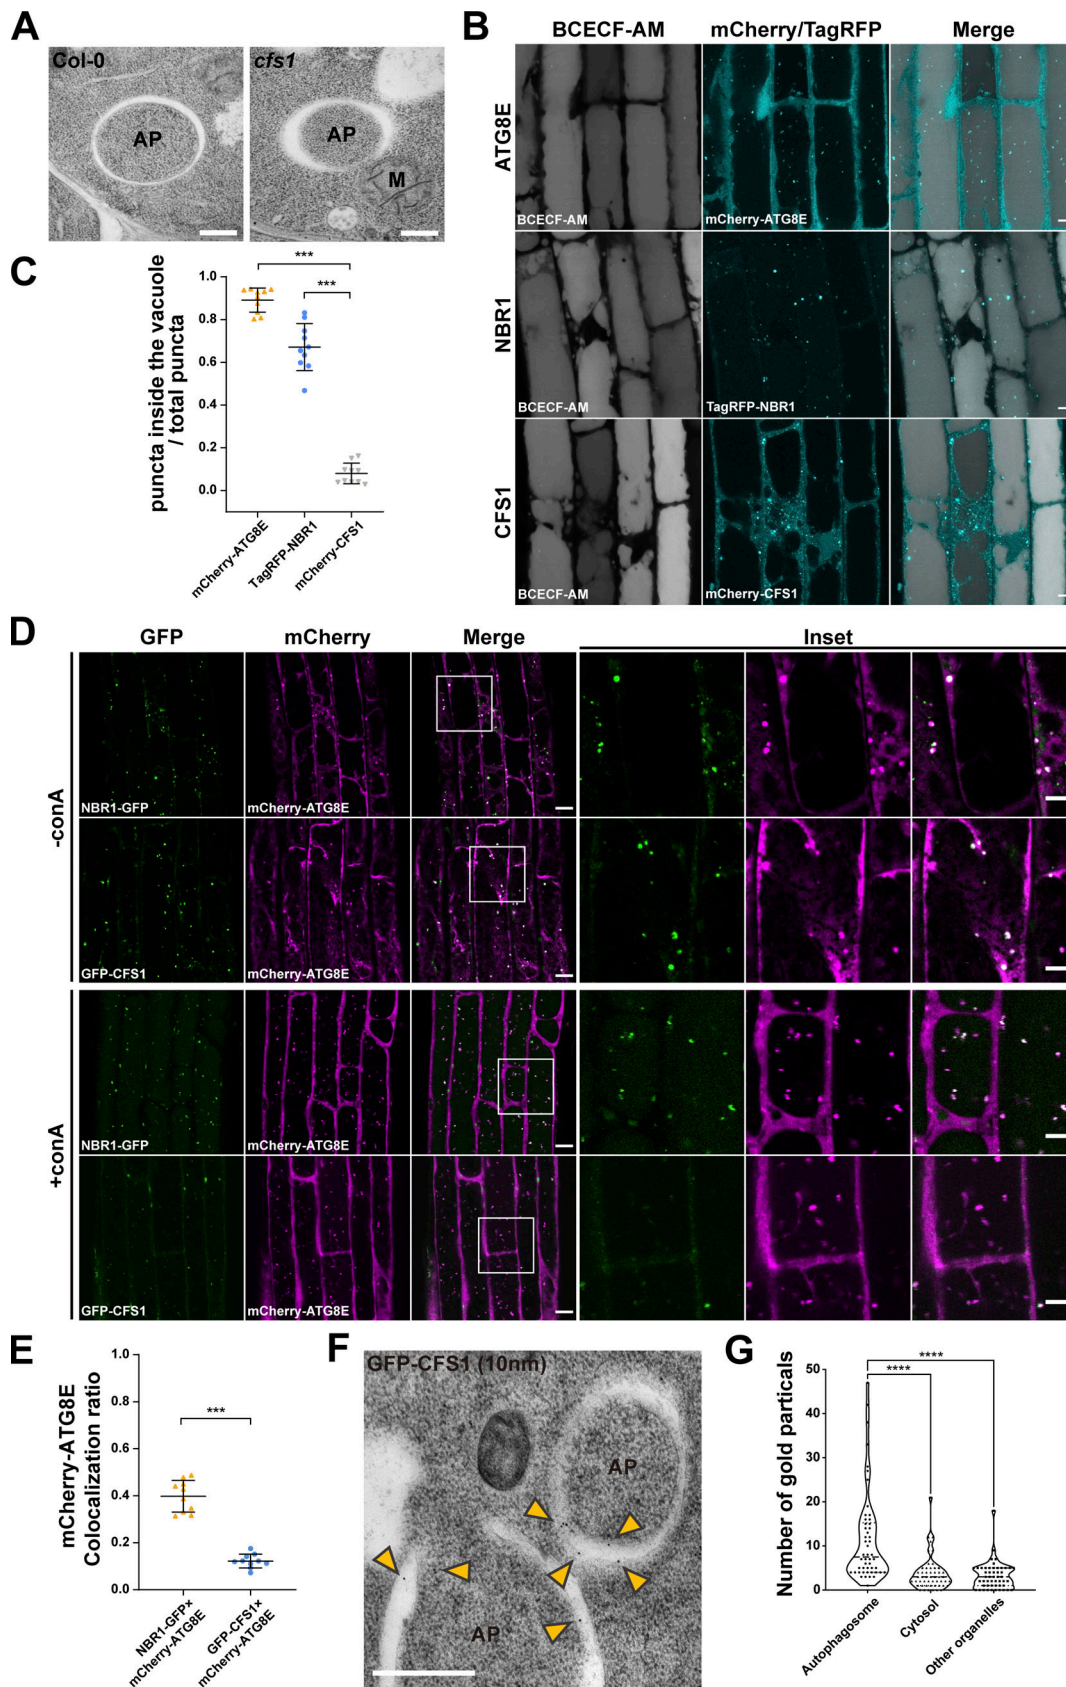 A
Col-0
cfs1
AP
AP
M
B
BCECF-AM
mCherry/TagRFP
Merge
ATG8E
BCECF-AM
mCherry-ATG8E
NBR1
BCECF-AM
TagRFP-NBR1
CFS1
BCECF-AM
mCherry-CFS1
C
puncta inside the vacuole
/ total puncta
1.0
0.8
0.6
0.4
0.2
0.0
***
***
mCherry-ATG8E
TagRFP-NBR1
mCherry-CFS1
D
GFP
mCherry
Merge
Inset
-conA
NBR1-GFP
mCherry-ATG8E
GFP-CFS1
mCherry-ATG8E
+conA
NBR1-GFP
mCherry-ATG8E
GFP-CFS1
mCherry-ATG8E
E
mCherry-ATG8E
Colocalization ratio
1.0
0.8
0.6
0.4
0.2
0.0
***
NBR1-GFP×
mCherry-ATG8E
GFP-CFS1×
mCherry-ATG8E
F
GFP-CFS1 (10nm)
AP
AP
G
Number of gold particals
50
40
30
20
10
0
****
****
Autophagosome
Cytosol
Other organelles